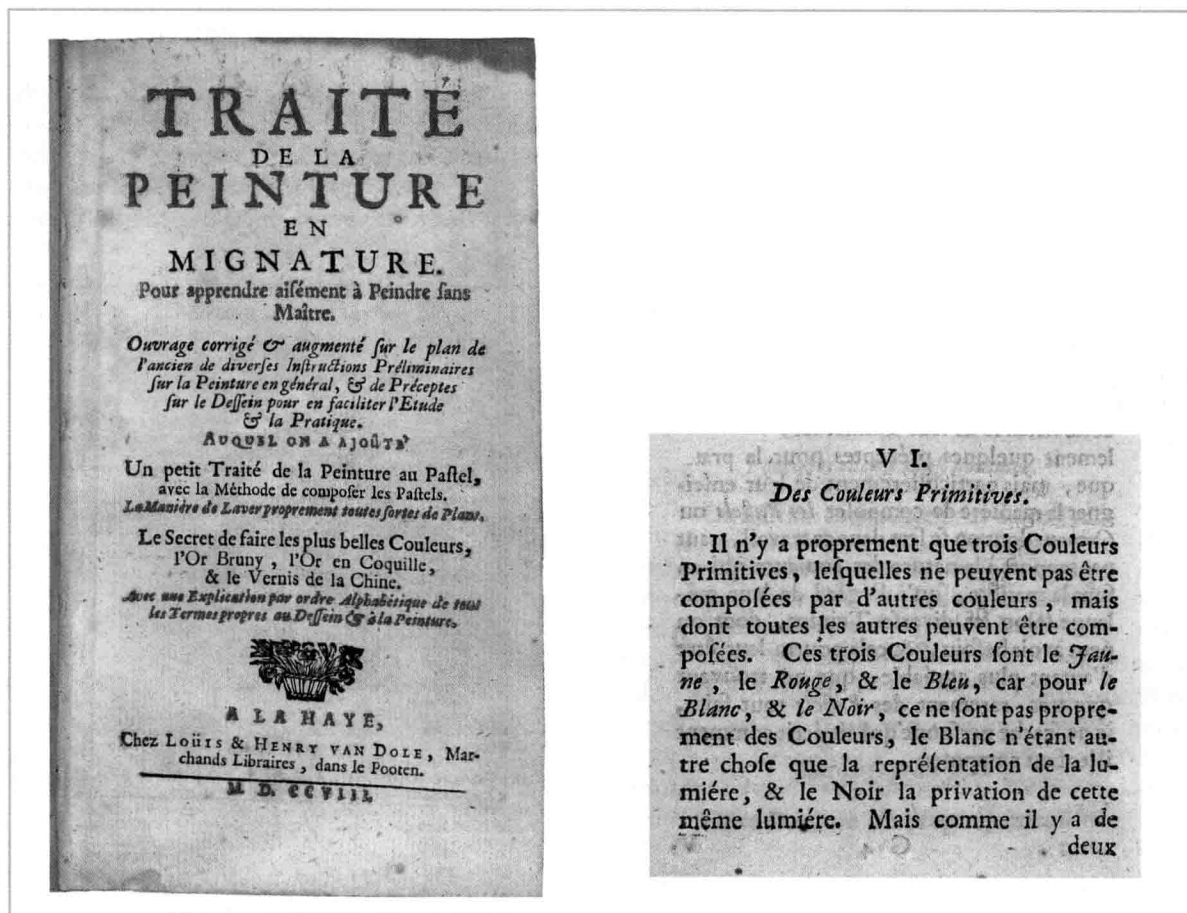 TRAITÉ
DE LA
PEINTURE
EN
MIGNATURE.
Pour apprendre aiſément à Peindre ſans
Maître.
Ouvrage corrigé & augmenté ſur le plan de
l'ancien de diverſes Inſtructions Préliminaires
ſur la Peinture en général, & de Préceptes
ſur le Deſſein pour en faciliter l'Etude
& la Pratique.
AUQUEL ON A AJOÛTÉ
Un petit Traité de la Peinture au Paſtel,
avec la Méthode de compoſer les Paſtels.
La Maniére de Laver proprement toutes ſortes de Plans.
Le Secret de faire les plus belles Couleurs,
l'Or Bruny, l'Or en Coquille,
& le Vernis de la Chine.
Avec une Explication par ordre Alphabétique de tous
les Termes propres au Deſſein & à la Peinture.
A LA HAYE,
Chez LOÜIS & HENRY VAN DOLE, Mar-
chands Libraires, dans le Pooten.
M. D. CCVIII.
VI.
Des Couleurs Primitives.
Il n'y a proprement que trois Couleurs
Primitives, leſquelles ne peuvent pas être
compoſées par d'autres couleurs, mais
dont toutes les autres peuvent être com-
poſées. Ces trois Couleurs ſont le Jau-
ne, le Rouge, & le Bleu, car pour le
Blanc, & le Noir, ce ne ſont pas propre-
ment des Couleurs, le Blanc n'étant au-
tre choſe que la repréſentation de la lu-
miére, & le Noir la privation de cette
même lumiére. Mais comme il y a de
deux